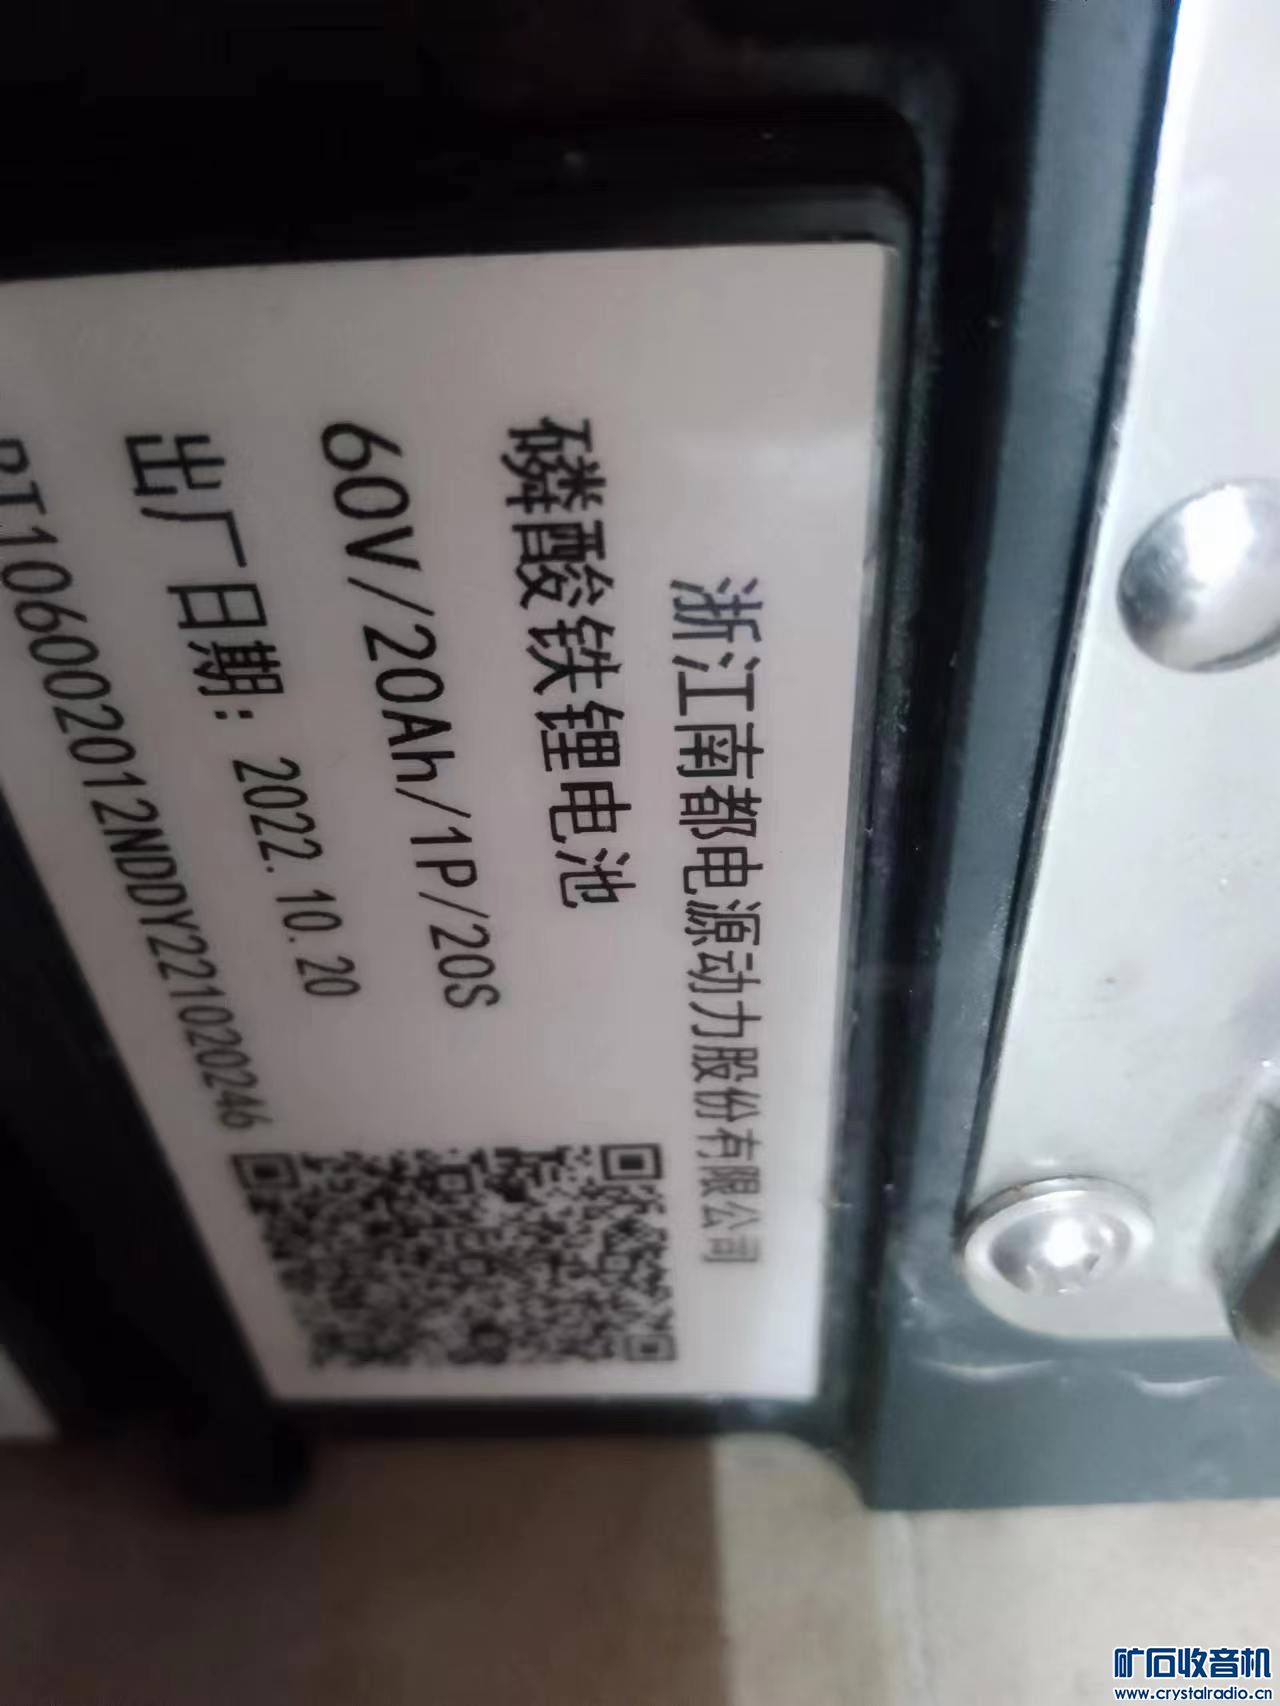 浙江南都电源动力股份有限公司
磷酸铁锂电池
60V/20Ah/1P/20S
出厂日期: 2022.10.20
BT106002012NDDY221020246
矿石收音机
www.crystalradio.cn